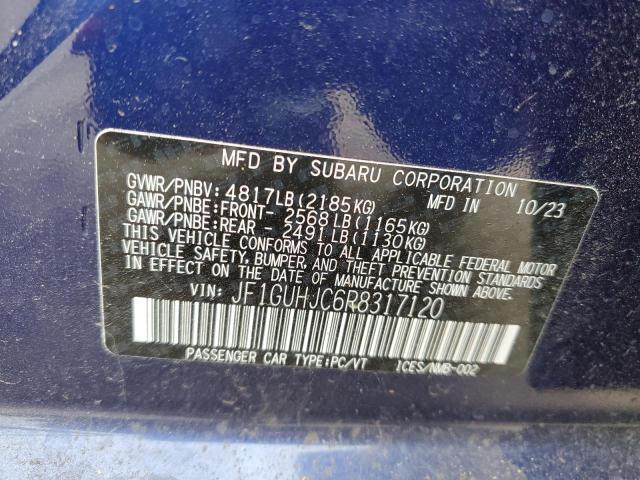 MFD BY SUBARU CORPORATION
GVWR/PNBV: 4817LB(2185KG) MFD IN 10/23
GAWR/PNBE:FRONT- 2568LB(1165KG)
GAWR/PNBE:REAR - 2491LB(1130KG)
THIS VEHICLE CONFORMS TO ALL APPLICABLE FEDERAL MOTOR
VEHICLE SAFETY, BUMPER, AND THEFT PREVENTION STANDARDS
IN EFFECT ON THE DATE OF MANUFACTURE SHOWN ABOVE.
VIN: JF1GUHJC6R8317120
PASSENGER CAR TYPE:PC/VT ICES/NMB-002